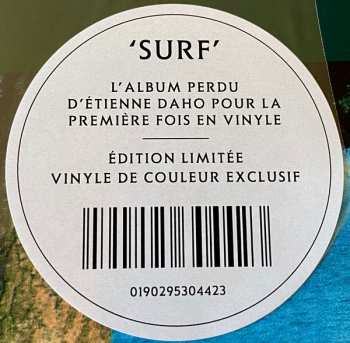 'SURF'
L'ALBUM PERDU
D'ÉTIENNE DAHO POUR LA
PREMIÈRE FOIS EN VINYLE
ÉDITION LIMITÉE
VINYLE DE COULEUR EXCLUSIF
0190295304423